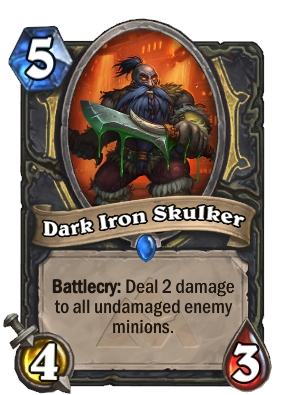 5
Dark Iron Skulker
Battlecry: Deal 2 damage
to all undamaged enemy
minions.
4
3